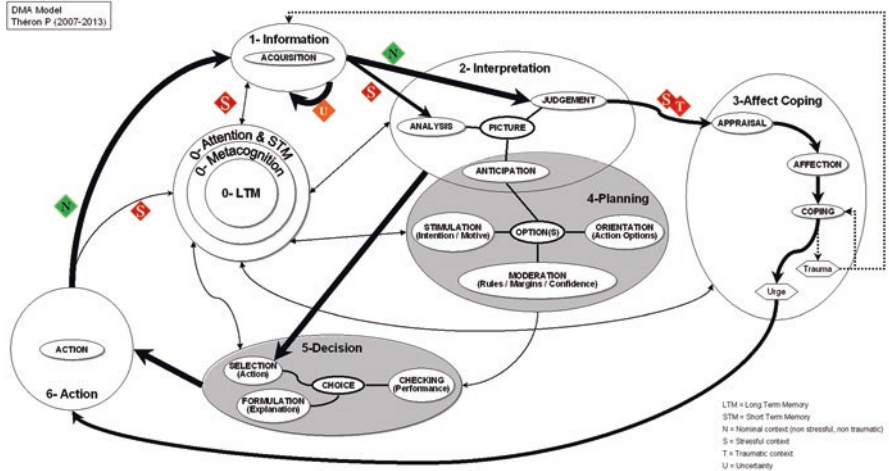 DMA Model
Théron P (2007-2013)
1- Information
ACQUISITION
N
S
S
U
2- Interpretation
JUDGEMENT
ANALYSIS
PICTURE
ANTICIPATION
S
T
3-Affect Coping
APPRAISAL
AFFECTION
COPING
Trauma
Urge
0-Attention & STM
0-Metacognition
0- LTM
N
S
4-Planning
STIMULATION
(Intention / Motive)
OPTION(S)
ORIENTATION
(Action Options)
MODERATION
(Rules / Margins / Confidence)
5-Decision
SELECTION
(Action)
CHOICE
CHECKING
(Performance)
FORMULATION
(Explanation)
ACTION
6- Action
LTM = Long Term Memory
STM = Short Term Memory
N = Nominal context (non stressful, non traumatic)
S = Stressful context
T = Traumatic context
U = Uncertainty